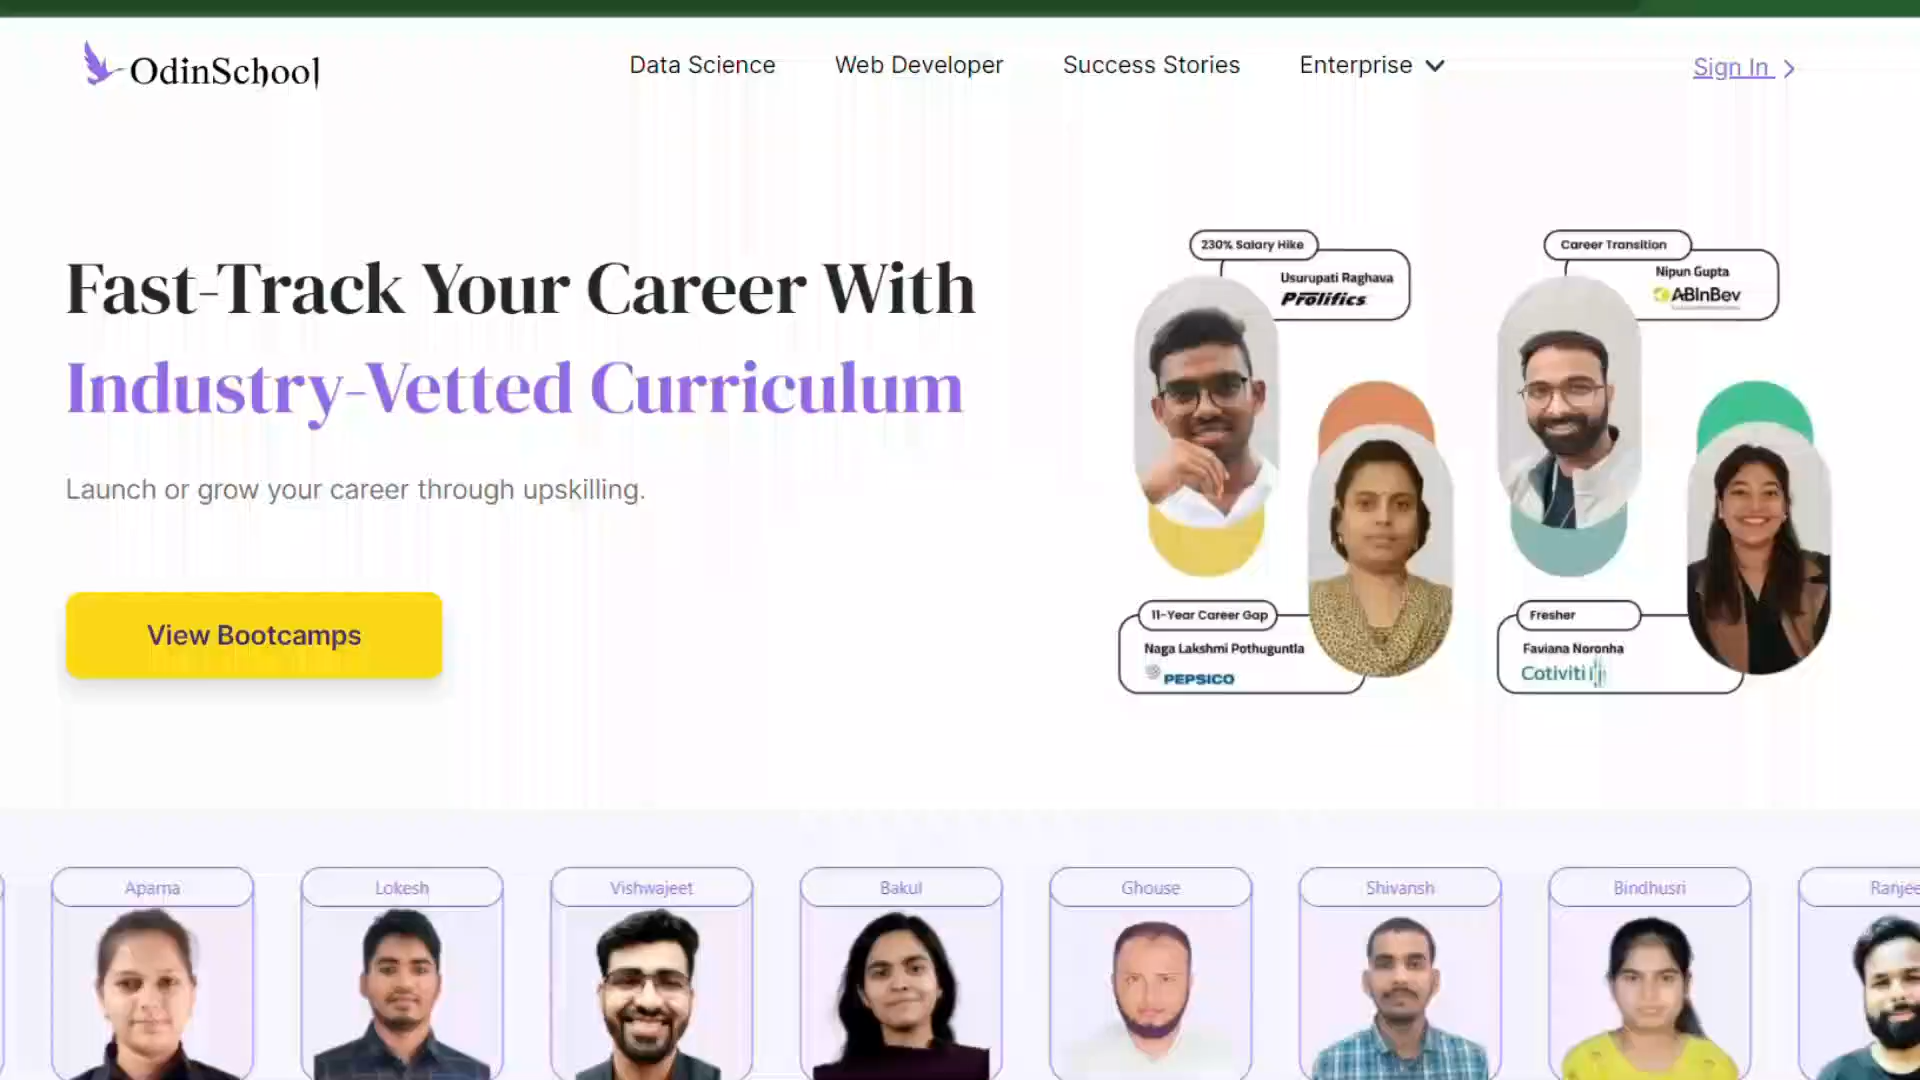 OdinSchool
Data Science
Web Developer
Success Stories
Enterprise
Sign In
Fast-Track Your Career With
Industry-Vetted Curriculum
Launch or grow your career through upskilling.
View Bootcamps
230% Salary Hike
Usurupati Raghava
Prolifics
Career Transition
Nipun Gupta
ABInBev
11-Year Career Gap
Naga Lakshmi Pothuguntla
PEPSICO
Fresher
Faviana Noronha
Cotiviti
Aparna
Lokesh
Vishwajeet
Bakul
Ghouse
Shivansh
Bindhusri
Ranjee